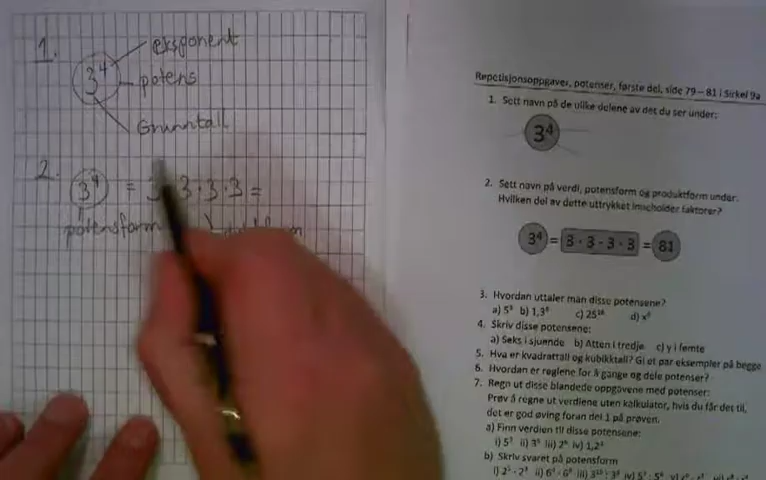 1.
eksponent
3⁴
potens
Grunntall
2.
3⁴ = 3 · 3 · 3 · 3 =
potensform
Repetisjonsoppgaver, potenser, første del, side 79 – 81 i Sirkel 9a
1. Sett navn på de ulike delene av det du ser under:
3⁴
2. Sett navn på verdi, potensform og produktform under.
Hvilken del av dette uttrykket inneholder faktorer?
3⁴ = 3 · 3 · 3 · 3 = 81
3. Hvordan uttaler man disse potensene?
a) 5³ b) 1,3⁶ c) 25¹⁶ d) x⁰
4. Skriv disse potensene:
a) Seks i sjuende b) Atten i tredje c) y i femte
5. Hva er kvadrattall og kubikktall? Gi et par eksempler på begge
6. Hvordan er reglene for å gange og dele potenser?
7. Regn ut disse blandede oppgavene med potenser:
Prøv å regne ut verdiene uten kalkulator, hvis du får det til,
det er god øving foran del 1 på prøven.
a) Finn verdien til disse potensene:
i) 5³ ii) 3⁵ iii) 2⁶ iv) 1,2²
b) Skriv svaret på potensform